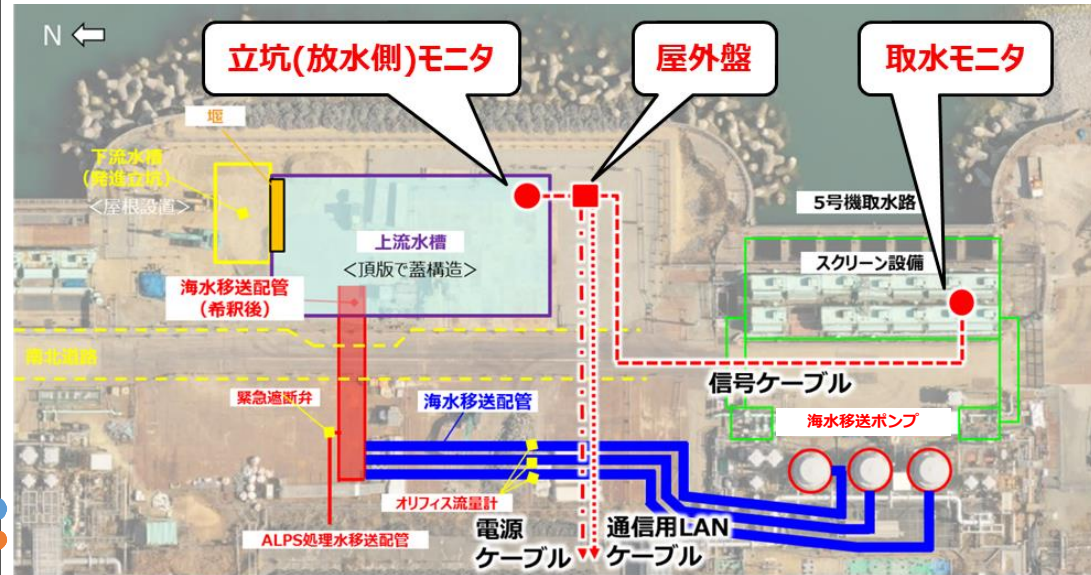 N
立坑(放水側)モニタ
屋外盤
取水モニタ
堰
下流水槽
(発進立坑)
<屋根設置>
5号機取水路
上流水槽
<頂版で蓋構造>
スクリーン設備
海水移送配管
(希釈後)
南北道路
信号ケーブル
緊急遮断弁
海水移送配管
海水移送ポンプ
オリフィス流量計
電源
ケーブル
通信用LAN
ケーブル
ALPS処理水移送配管